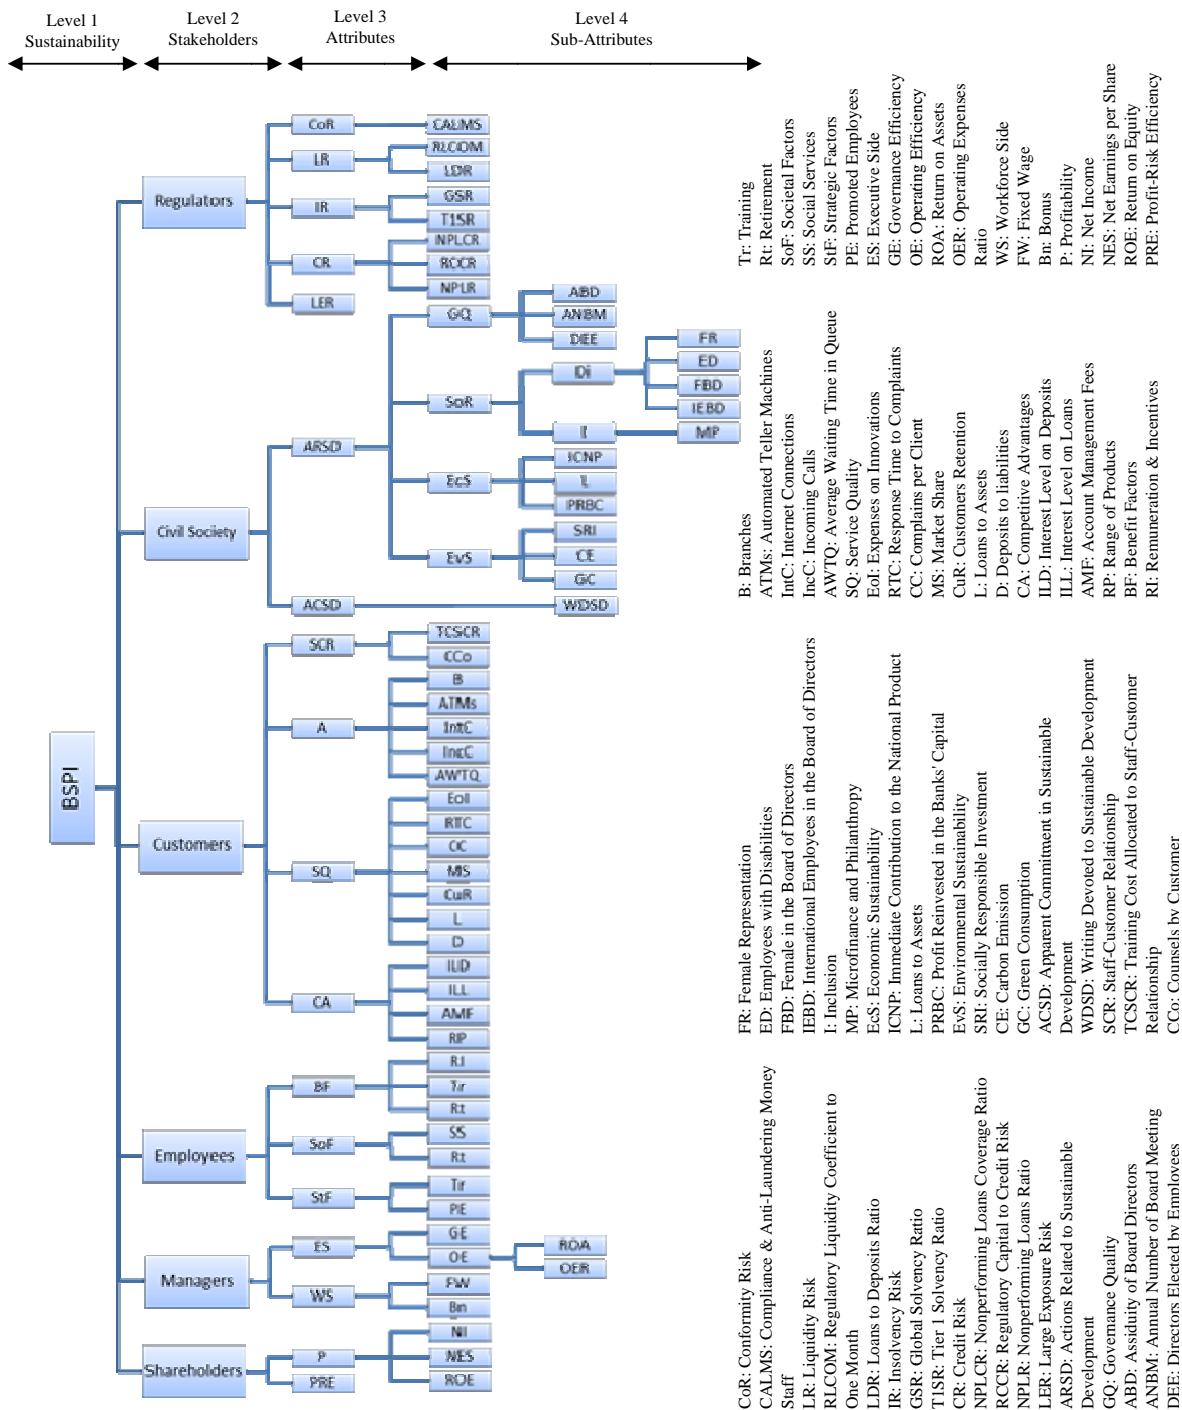 Level 1
Sustainability
Level 2
Stakeholders
Level 3
Attributes
Level 4
Sub-Attributes
BSPI
Regulators
CoR
CALMS
LR
RLCOM
LDR
IR
GSR
T1SR
CR
NPLCR
RCCR
NPLR
LER
Civil Society
ARSD
GQ
ABD
ANBM
DEE
SoR
Di
FR
ED
FBD
IEBD
I
MP
EcS
ICNP
IL
PRBC
EvS
SRI
CE
GC
ACSD
WDSD
Customers
SCR
TCSCR
CCo
A
B
ATMs
IntC
IncC
AWTQ
SQ
EoI
RTC
CC
MS
CuR
L
D
CA
ILD
ILL
AMF
RP
Employees
BF
RI
Tr
Rt
SoF
SS
Rt
StF
Tr
PE
Managers
ES
GE
OE
ROA
OER
WS
FW
Bn
Shareholders
P
NI
NES
ROE
PRE
CoR: Conformity Risk
CALMS: Compliance & Anti-Laundering Money
Staff
LR: Liquidity Risk
RLCOM: Regulatory Liquidity Coefficient to
One Month
LDR: Loans to Deposits Ratio
IR: Insolvency Risk
GSR: Global Solvency Ratio
T1SR: Tier 1 Solvency Ratio
CR: Credit Risk
NPLCR: Nonperforming Loans Coverage Ratio
RCCR: Regulatory Capital to Credit Risk
NPLR: Nonperforming Loans Ratio
LER: Large Exposure Risk
ARSD: Actions Related to Sustainable
Development
GQ: Governance Quality
ABD: Assiduity of Board Directors
ANBM: Annual Number of Board Meeting
DEE: Directors Elected by Employees
FR: Female Representation
ED: Employees with Disabilities
FBD: Female in the Board of Directors
IEBD: International Employees in the Board of Directors
I: Inclusion
MP: Microfinance and Philanthropy
EcS: Economic Sustainability
ICNP: Immediate Contribution to the National Product
L: Loans to Assets
PRBC: Profit Reinvested in the Banks' Capital
EvS: Environmental Sustainability
SRI: Socially Responsible Investment
CE: Carbon Emission
GC: Green Consumption
ACSD: Apparent Commitment in Sustainable
Development
WDSD: Writing Devoted to Sustainable Development
SCR: Staff-Customer Relationship
TCSCR: Training Cost Allocated to Staff-Customer
Relationship
CCo: Counsels by Customer
B: Branches
ATMs: Automated Teller Machines
IntC: Internet Connections
IncC: Incoming Calls
AWTQ: Average Waiting Time in Queue
SQ: Service Quality
EoI: Expenses on Innovations
RTC: Response Time to Complaints
CC: Complains per Client
MS: Market Share
CuR: Customers Retention
L: Loans to Assets
D: Deposits to liabilities
CA: Competitive Advantages
ILD: Interest Level on Deposits
ILL: Interest Level on Loans
AMF: Account Management Fees
RP: Range of Products
BF: Benefit Factors
RI: Remuneration & Incentives
Tr: Training
Rt: Retirement
SoF: Societal Factors
SS: Social Services
StF: Strategic Factors
PE: Promoted Employees
ES: Executive Side
GE: Governance Efficiency
OE: Operating Efficiency
ROA: Return on Assets
OER: Operating Expenses
Ratio
WS: Workforce Side
FW: Fixed Wage
Bn: Bonus
P: Profitability
NI: Net Income
NES: Net Earnings per Share
ROE: Return on Equity
PRE: Profit-Risk Efficiency